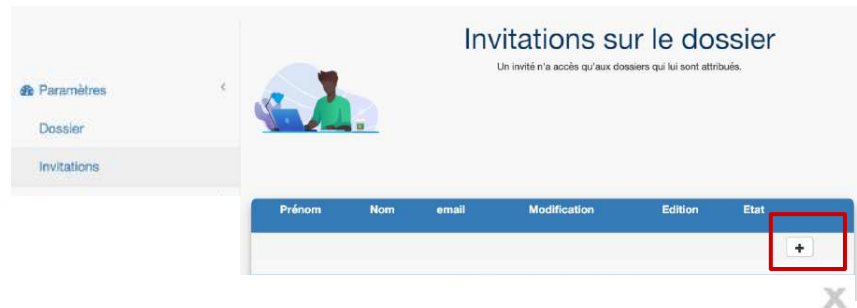 Invitations sur le dossier
Un invité n'a accès qu'aux dossiers qui lui sont attribués.
Paramètres <
Dossier
Invitations
Prénom Nom email Modification Edition Etat
+
X